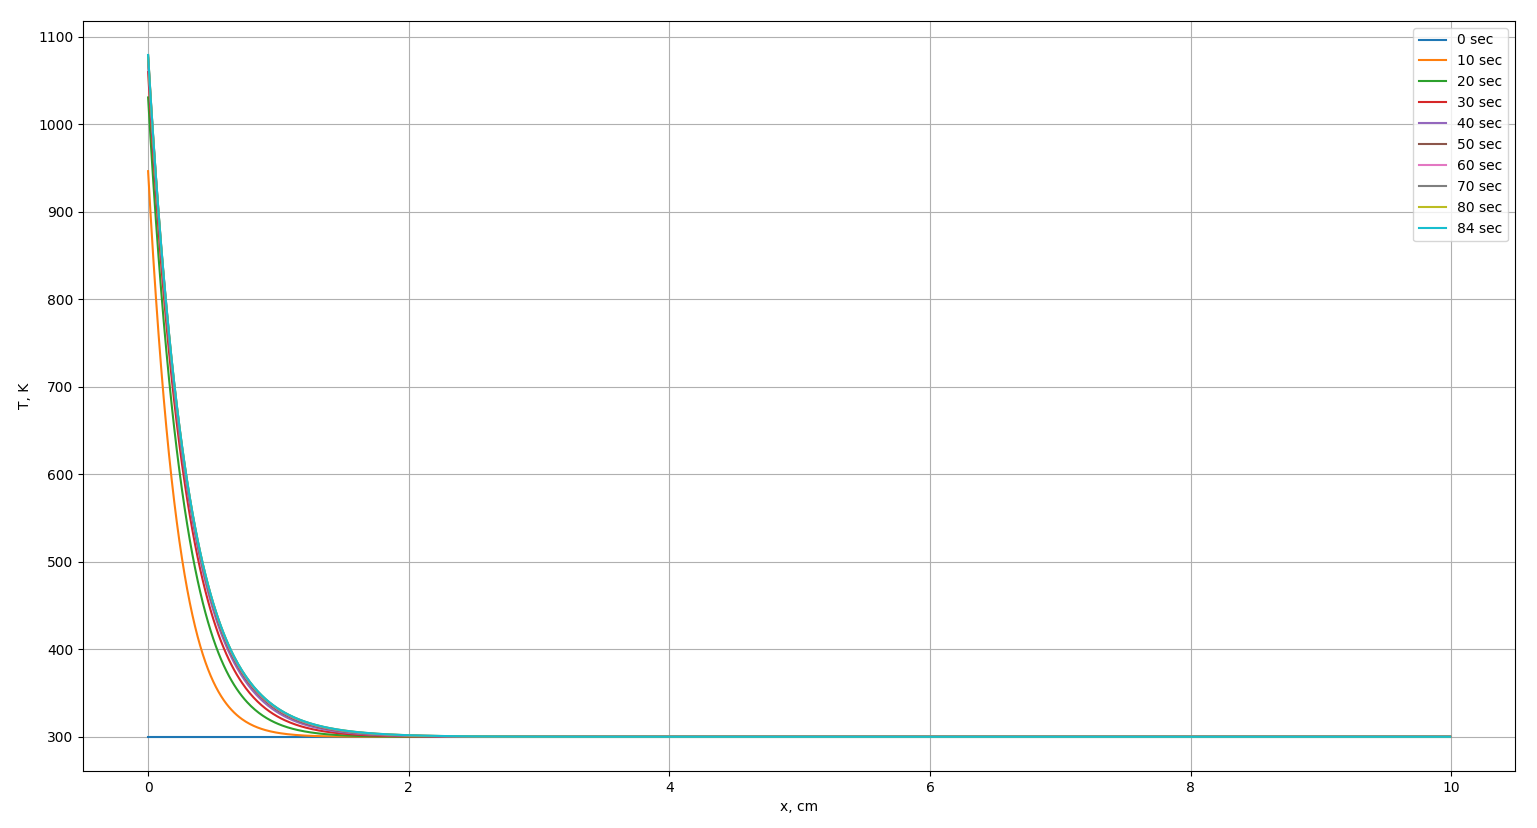 1100
1000
900
800
700
600
500
400
300
T, K
0 2 4 6 8 10
x, cm
0 sec
10 sec
20 sec
30 sec
40 sec
50 sec
60 sec
70 sec
80 sec
84 sec